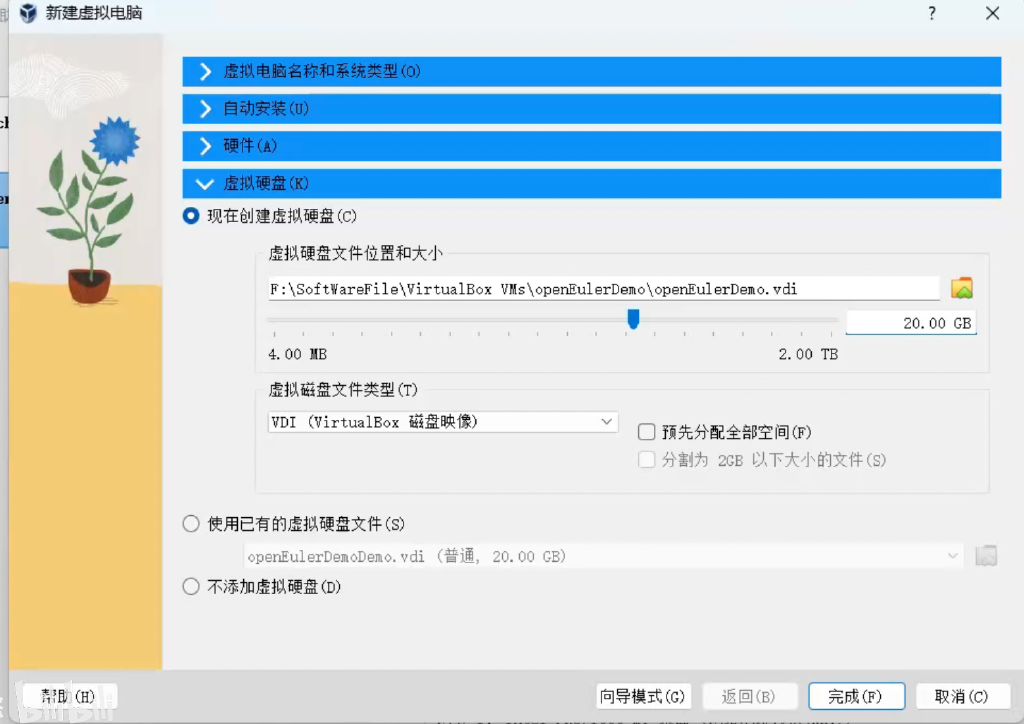 新建虚拟电脑
?
虚拟电脑名称和系统类型(O)
自动安装(U)
硬件(A)
虚拟硬盘(K)
现在创建虚拟硬盘(C)
虚拟硬盘文件位置和大小
F:\SoftWareFile\VirtualBox VMs\openEulerDemo\openEulerDemo.vdi
20.00 GB
4.00 MB 2.00 TB
虚拟磁盘文件类型(T)
VDI (VirtualBox 磁盘映像)
预先分配全部空间(F)
分割为 2GB 以下大小的文件(S)
使用已有的虚拟硬盘文件(S)
openEulerDemoDemo.vdi (普通, 20.00 GB)
不添加虚拟硬盘(D)
帮助(H) 向导模式(G) 返回(B) 完成(F) 取消(C)